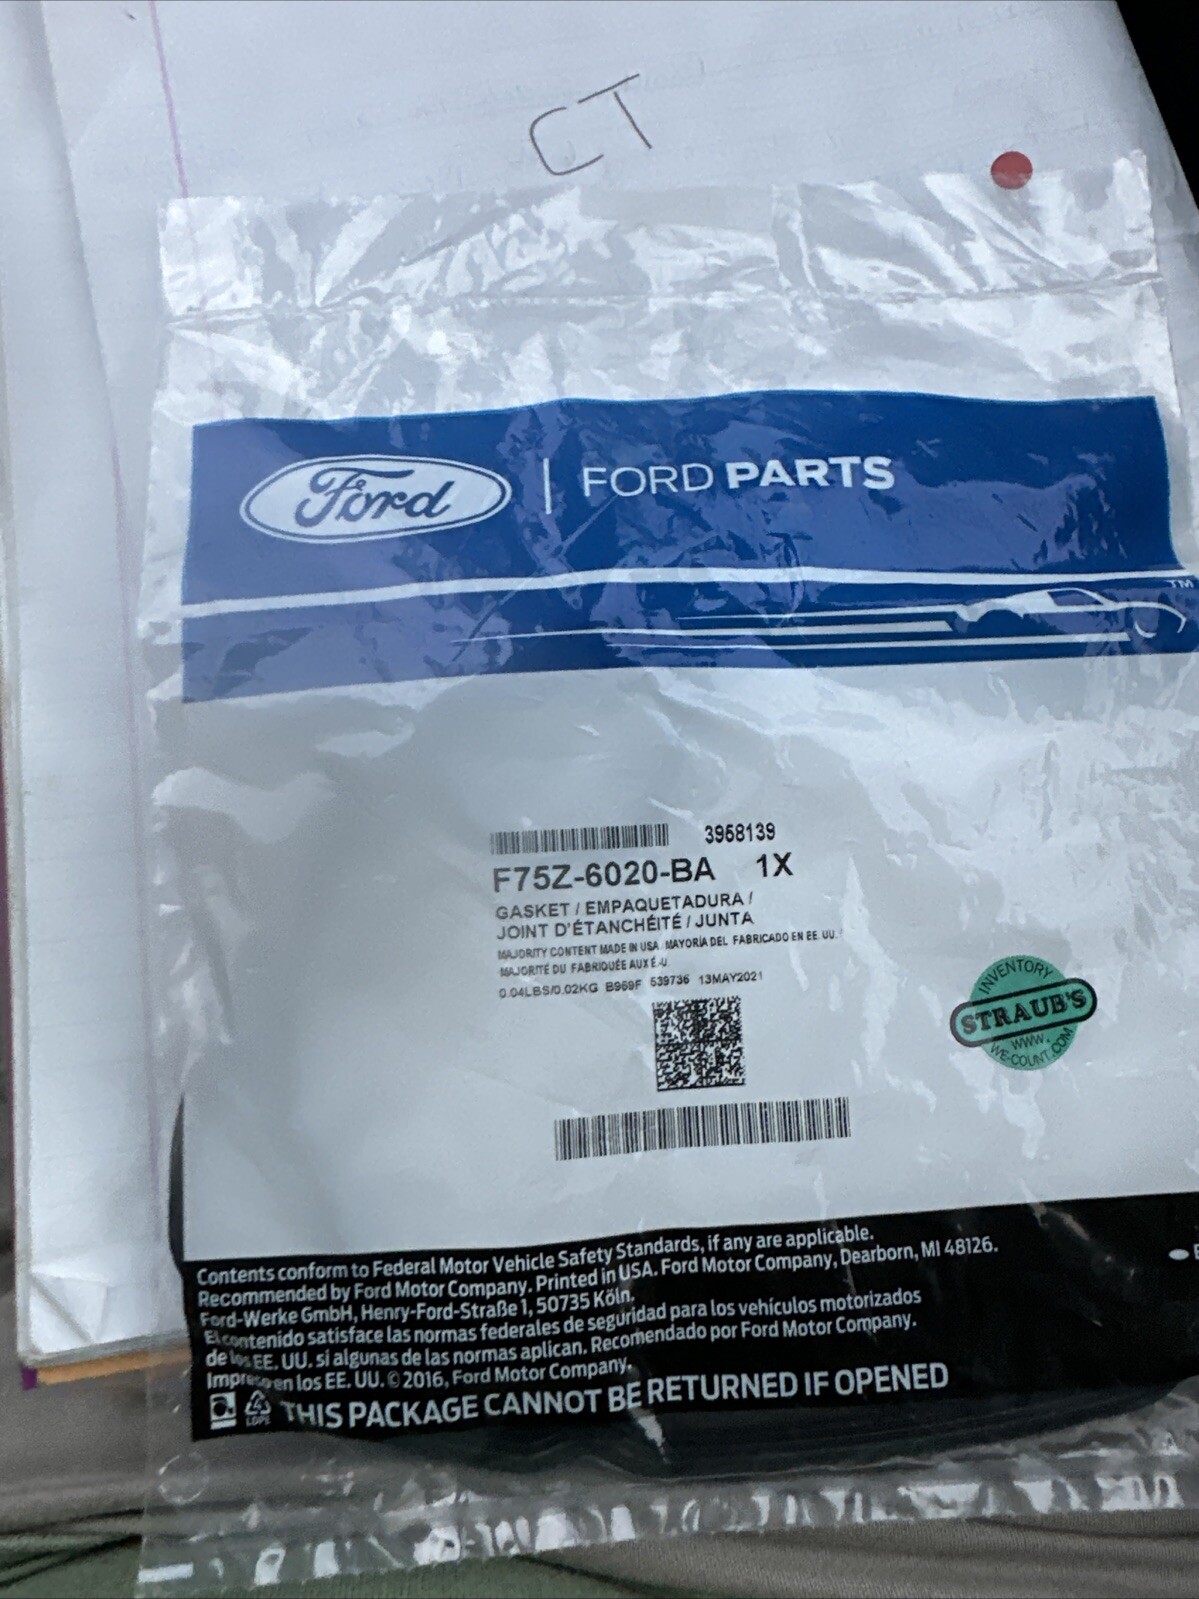 CT
Ford | FORD PARTS
TM
3958139
F75Z-6020-BA 1X
GASKET / EMPAQUETADURA /
JOINT D'ÉTANCHÉITÉ / JUNTA
MAJORITY CONTENT MADE IN USA MAYORÍA DEL FABRICADO EN EE. UU.
MAJORITÉ DU FABRIQUÉE AUX É.-U.
0.04LBS/0.02KG B969F 539736 13MAY2021
INVENTORY
STRAUB'S
WWW.
WE-COUNT.COM
Contents conform to Federal Motor Vehicle Safety Standards, if any are applicable.
Recommended by Ford Motor Company. Printed in USA. Ford Motor Company, Dearborn, MI 48126.
Ford-Werke GmbH, Henry-Ford-Straße 1, 50735 Köln.
El contenido satisface las normas federales de seguridad para los vehículos motorizados
de los EE. UU. si algunas de las normas aplican. Recomendado por Ford Motor Company.
Impreso en los EE. UU. © 2016, Ford Motor Company.
4
LDPE
THIS PACKAGE CANNOT BE RETURNED IF OPENED